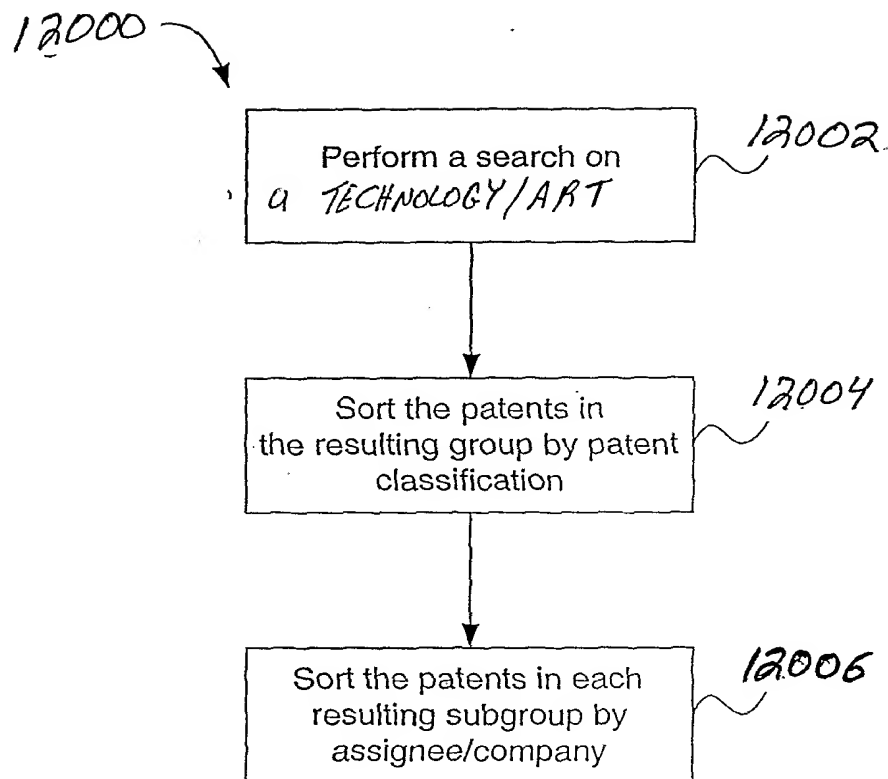 12000
Perform a search on
a TECHNOLOGY/ART
12002
Sort the patents in
the resulting group by patent
classification
12004
Sort the patents in each
resulting subgroup by
assignee/company
12006